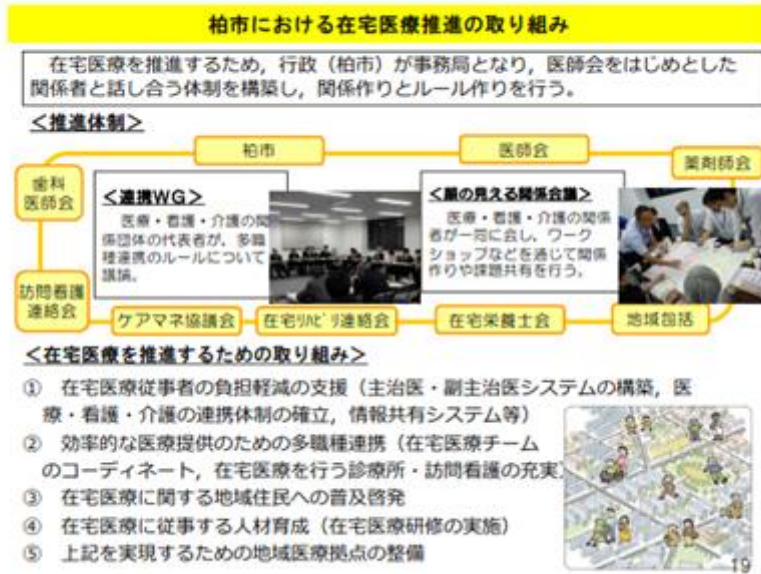 柏市における在宅医療推進の取り組み
在宅医療を推進するため，行政（柏市）が事務局となり，医師会をはじめとした
関係者と話し合う体制を構築し，関係作りとルール作りを行う。
＜推進体制＞
柏市
医師会
薬剤師会
歯科
医師会
＜連携WG＞
医療・看護・介護の関
係団体の代表者が，多職
種連携のルールについて
議論。
＜顔の見える関係会議＞
医療・看護・介護の関係
者が一同に会し，ワーク
ショップなどを通じて関係
作りや課題共有を行う。
訪問看護
連絡会
ケアマネ協議会
在宅ﾘﾊﾋﾞﾘ連絡会
在宅栄養士会
地域包括
＜在宅医療を推進するための取り組み＞
① 在宅医療従事者の負担軽減の支援（主治医・副主治医システムの構築，医
療・看護・介護の連携体制の確立，情報共有システム等）
② 効率的な医療提供のための多職種連携（在宅医療チーム
のコーディネート，在宅医療を行う診療所・訪問看護の充実）
③ 在宅医療に関する地域住民への普及啓発
④ 在宅医療に従事する人材育成（在宅医療研修の実施）
⑤ 上記を実現するための地域医療拠点の整備
19